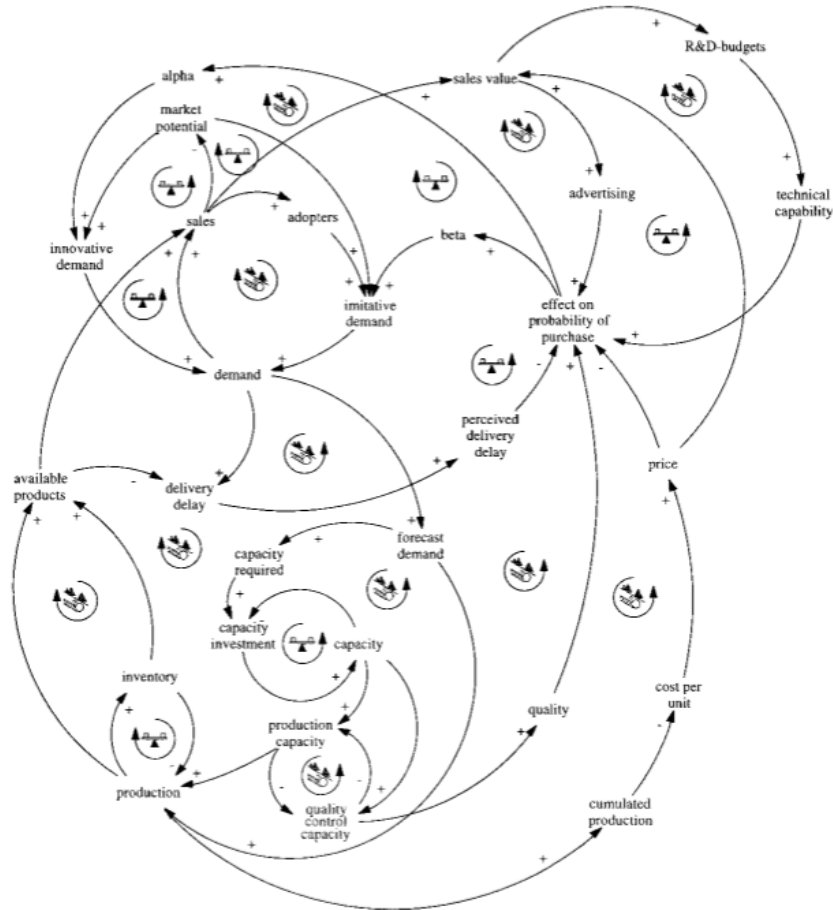 R&D-budgets
alpha
sales value
market
potential
advertising
technical
capability
sales
adopters
beta
innovative
demand
imitative
demand
effect on
probability of
purchase
demand
perceived
delivery
delay
price
available
products
delivery
delay
forecast
demand
capacity
required
capacity
investment
capacity
inventory
cost per
unit
quality
production
capacity
production
quality
control
capacity
cumulated
production